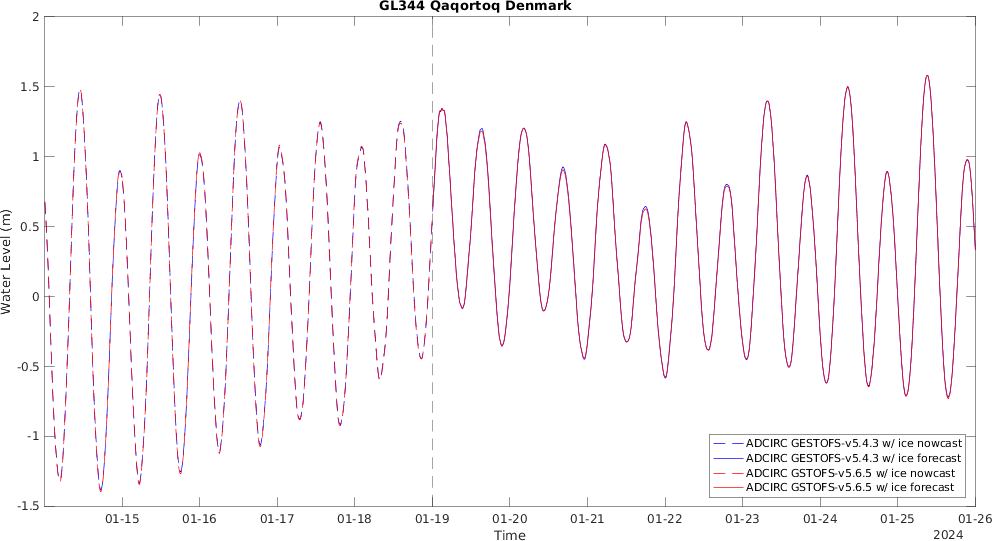 GL344 Qaqortoq Denmark
2
1.5
1
0.5
0
-0.5
-1
-1.5
Water Level (m)
01-15 01-16 01-17 01-18 01-19 01-20 01-21 01-22 01-23 01-24 01-25 01-26
Time
2024
ADCIRC GESTOFS-v5.4.3 w/ ice nowcast
ADCIRC GESTOFS-v5.4.3 w/ ice forecast
ADCIRC GSTOFS-v5.6.5 w/ ice nowcast
ADCIRC GSTOFS-v5.6.5 w/ ice forecast